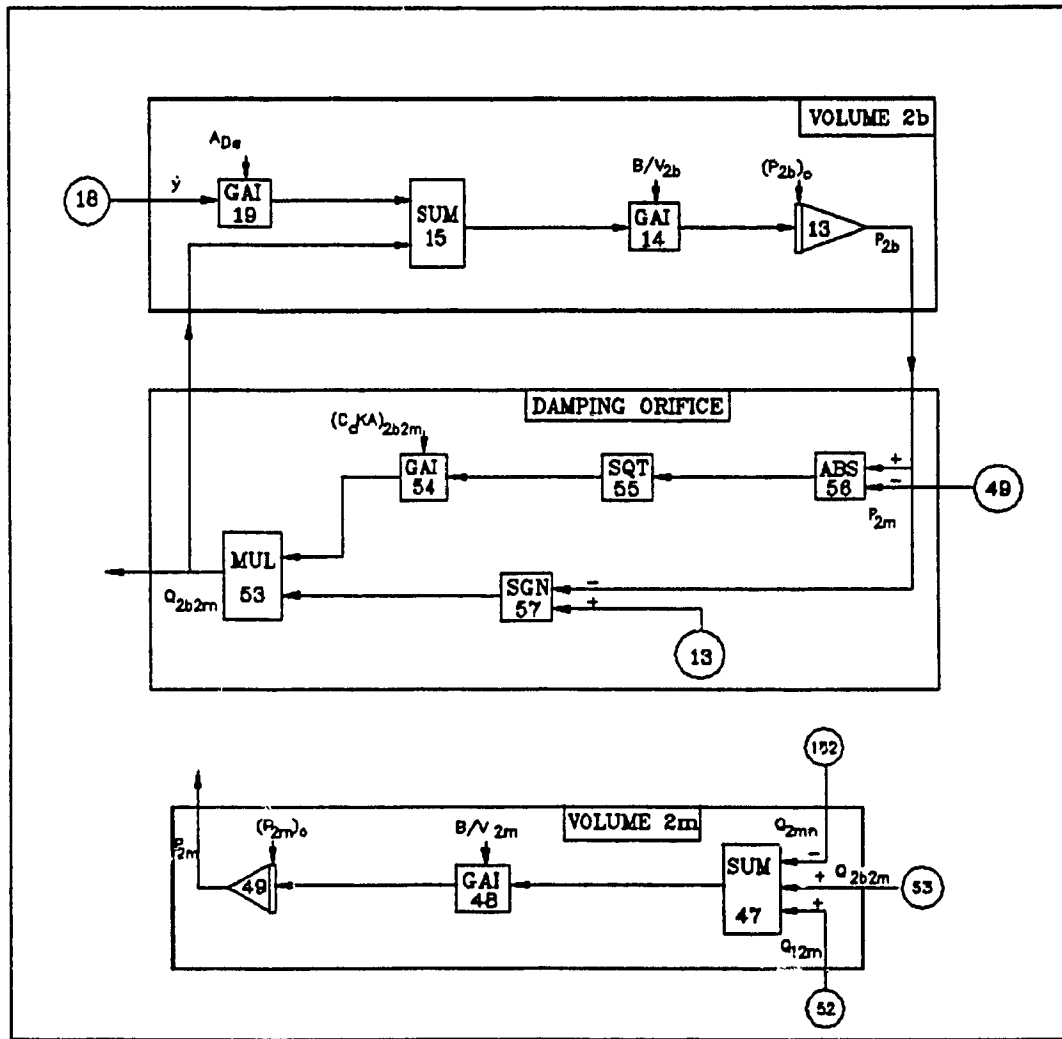 VOLUME 2b
A_De
18
ẏ
GAI
19
SUM
15
B/V_2b
GAI
14
(P_2b)_o
13
P_2b
DAMPING ORIFICE
(C_dKA)_2b2m
GAI
54
SQT
55
ABS
56
+
-
49
P_2m
MUL
53
Q_2b2m
SGN
57
-
+
13
152
VOLUME 2m
Q_2mn
P_2m
(P_2m)_o
49
B/V_2m
GAI
48
SUM
47
-
+
Q_2b2m
53
+
Q_12m
52